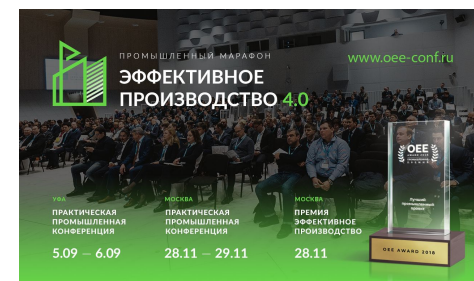 ПРОМЫШЛЕННЫЙ МАРАФОН
www.oee-conf.ru
ЭФФЕКТИВНОЕ
ПРОИЗВОДСТВО 4.0
УФА
ПРАКТИЧЕСКАЯ
ПРОМЫШЛЕННАЯ
КОНФЕРЕНЦИЯ
5.09 — 6.09
МОСКВА
ПРАКТИЧЕСКАЯ
ПРОМЫШЛЕННАЯ
КОНФЕРЕНЦИЯ
28.11 — 29.11
МОСКВА
ПРЕМИЯ
ЭФФЕКТИВНОЕ
ПРОИЗВОДСТВО
28.11
OEE
OEE AWARD 2018